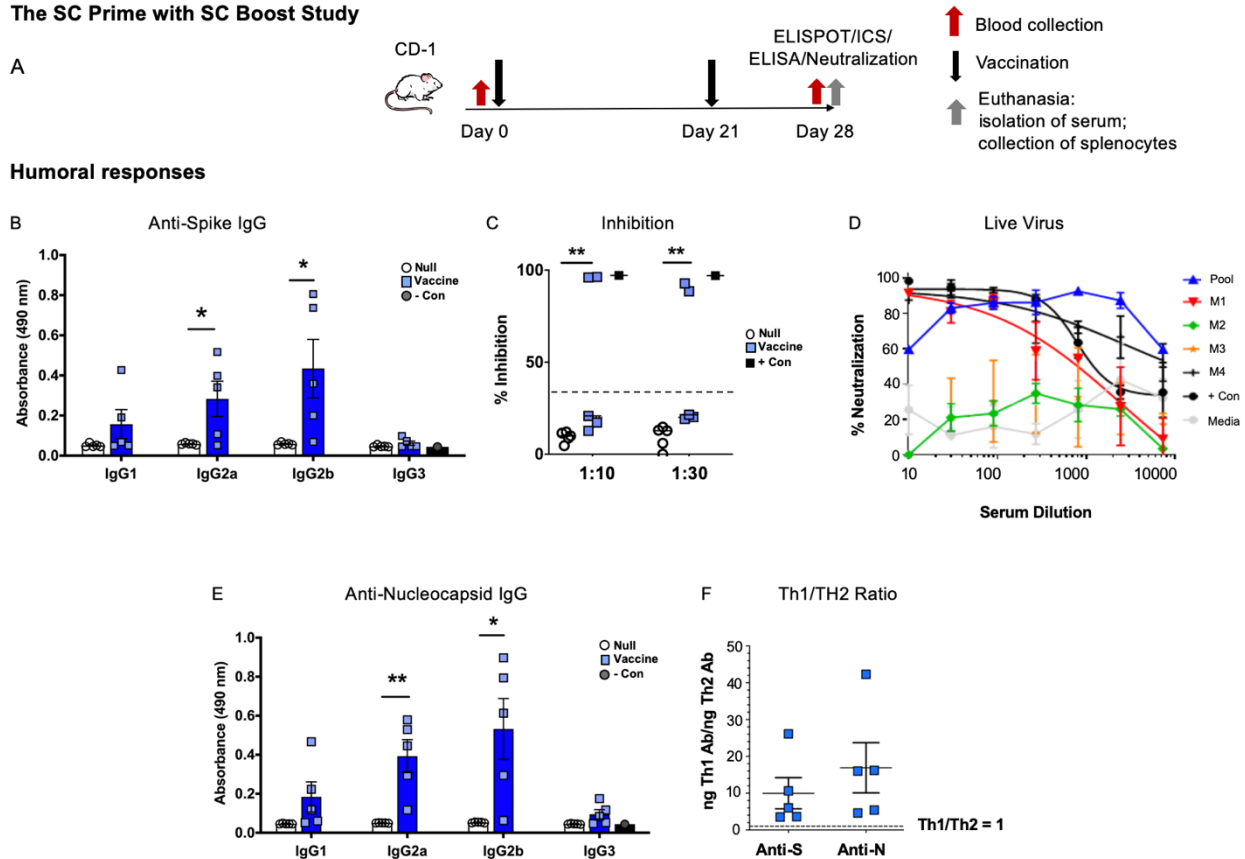 The SC Prime with SC Boost Study
A
CD-1
ELISPOT/ICS/
ELISA/Neutralization
Day 0
Day 21
Day 28
Blood collection
Vaccination
Euthanasia:
isolation of serum;
collection of splenocytes
Humoral responses
B
Anti-Spike IgG
Absorbance (490 nm)
1.0
0.8
0.6
0.4
0.2
0.0
*
*
Null
Vaccine
- Con
IgG1
IgG2a
IgG2b
IgG3
C
Inhibition
% Inhibition
100
50
0
**
**
Null
Vaccine
+ Con
1:10
1:30
D
Live Virus
% Neutralization
100
80
60
40
20
0
10
100
1000
10000
Serum Dilution
Pool
M1
M2
M3
M4
+ Con
Media
E
Anti-Nucleocapsid IgG
Absorbance (490 nm)
1.0
0.8
0.6
0.4
0.2
0.0
**
*
Null
Vaccine
- Con
IgG1
IgG2a
IgG2b
IgG3
F
Th1/TH2 Ratio
ng Th1 Ab/ng Th2 Ab
50
40
30
20
10
0
Th1/Th2 = 1
Anti-S
Anti-N